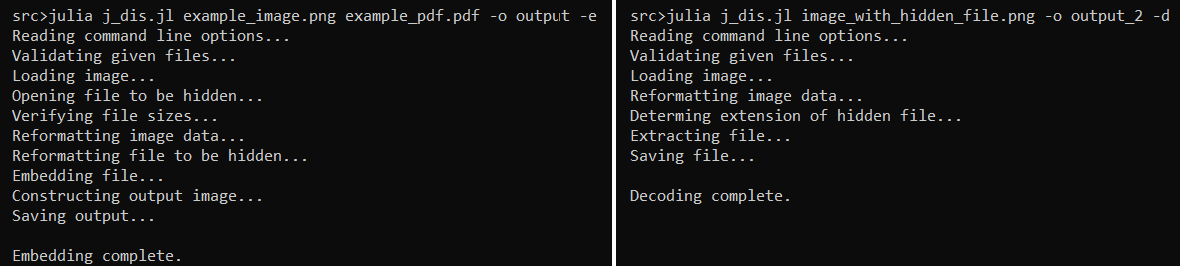 src>julia j_dis.jl example_image.png example_pdf.pdf -o output -e
Reading command line options...
Validating given files...
Loading image...
Opening file to be hidden...
Verifying file sizes...
Reformatting image data...
Reformatting file to be hidden...
Embedding file...
Constructing output image...
Saving output...
Embedding complete.
src>julia j_dis.jl image_with_hidden_file.png -o output_2 -d
Reading command line options...
Validating given files...
Loading image...
Reformatting image data...
Determing extension of hidden file...
Extracting file...
Saving file...
Decoding complete.